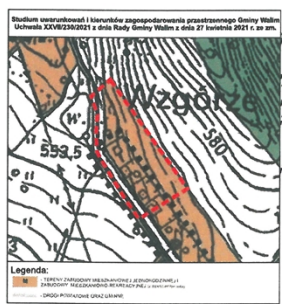 Studium uwarunkowań i kierunków zagospodarowania przestrzennego Gminy Walim
Uchwała XXVII/230/2021 z dnia Rady Gminy Walim z dnia 27 kwietnia 2021 r. ze zm.
Wzgórze
W.
580
553,5
Legenda:
M - TERENY ZABUDOWY MIESZKANIOWEJ JEDNORODZINNEJ I
ZABUDOWY MIESZKANIOWO REKREACYJNEJ
- DROGI POWIATOWE ORAZ GMINNE